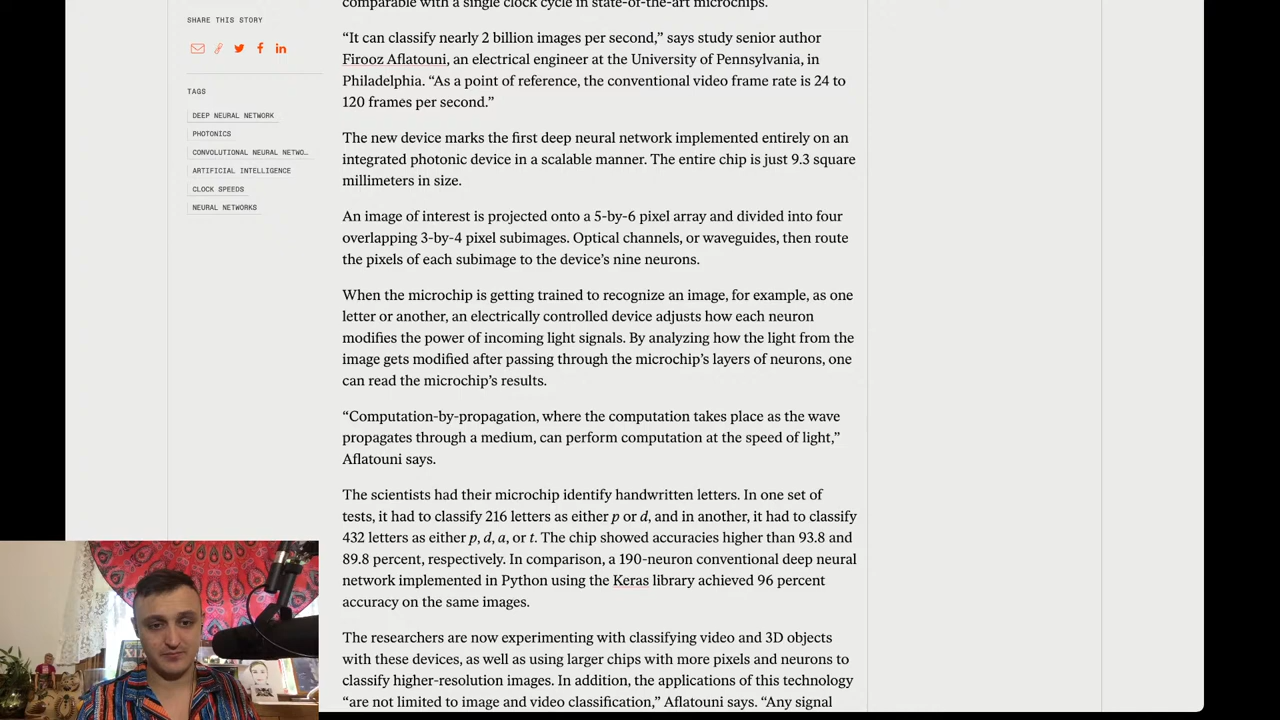 SHARE THIS STORY
TAGS
DEEP NEURAL NETWORK
PHOTONICS
CONVOLUTIONAL NEURAL NETWO…
ARTIFICIAL INTELLIGENCE
CLOCK SPEEDS
NEURAL NETWORKS
comparable with a single clock cycle in state-of-the-art microchips.
“It can classify nearly 2 billion images per second,” says study senior author
Firooz Aflatouni, an electrical engineer at the University of Pennsylvania, in
Philadelphia. “As a point of reference, the conventional video frame rate is 24 to
120 frames per second.”
The new device marks the first deep neural network implemented entirely on an
integrated photonic device in a scalable manner. The entire chip is just 9.3 square
millimeters in size.
An image of interest is projected onto a 5-by-6 pixel array and divided into four
overlapping 3-by-4 pixel subimages. Optical channels, or waveguides, then route
the pixels of each subimage to the device’s nine neurons.
When the microchip is getting trained to recognize an image, for example, as one
letter or another, an electrically controlled device adjusts how each neuron
modifies the power of incoming light signals. By analyzing how the light from the
image gets modified after passing through the microchip’s layers of neurons, one
can read the microchip’s results.
“Computation-by-propagation, where the computation takes place as the wave
propagates through a medium, can perform computation at the speed of light,”
Aflatouni says.
The scientists had their microchip identify handwritten letters. In one set of
tests, it had to classify 216 letters as either p or d, and in another, it had to classify
432 letters as either p, d, a, or t. The chip showed accuracies higher than 93.8 and
89.8 percent, respectively. In comparison, a 190-neuron conventional deep neural
network implemented in Python using the Keras library achieved 96 percent
accuracy on the same images.
The researchers are now experimenting with classifying video and 3D objects
with these devices, as well as using larger chips with more pixels and neurons to
classify higher-resolution images. In addition, the applications of this technology
“are not limited to image and video classification,” Aflatouni says. “Any signal